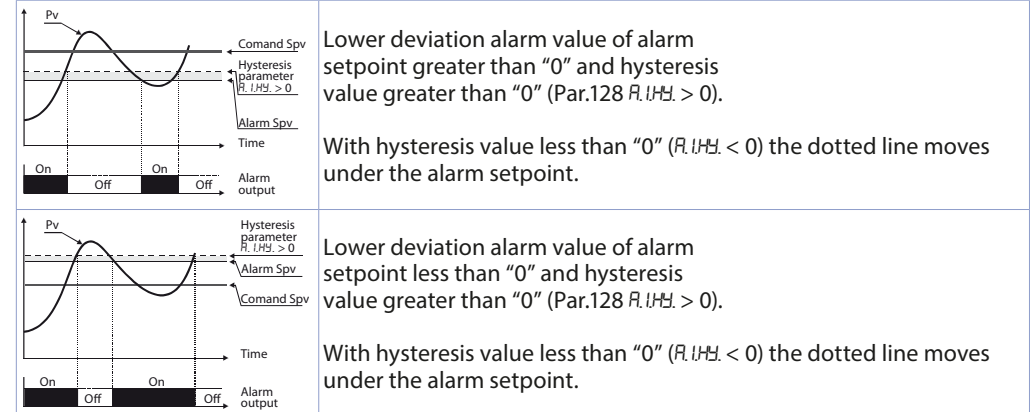 Pv
Comand Spv
Hysteresis
parameter
A.1.HY. > 0
Alarm Spv
Time
On
Off
On
Off
Alarm
output
Lower deviation alarm value of alarm
setpoint greater than “0” and hysteresis
value greater than “0” (Par.128 A.1.HY. > 0).
With hysteresis value less than “0” (A.1.HY. < 0) the dotted line moves
under the alarm setpoint.
Pv
Hysteresis
parameter
A.1.HY. > 0
Alarm Spv
Comand Spv
Time
On
Off
On
Off
Alarm
output
Lower deviation alarm value of alarm
setpoint less than “0” and hysteresis
value greater than “0” (Par.128 A.1.HY. > 0).
With hysteresis value less than “0” (A.1.HY. < 0) the dotted line moves
under the alarm setpoint.